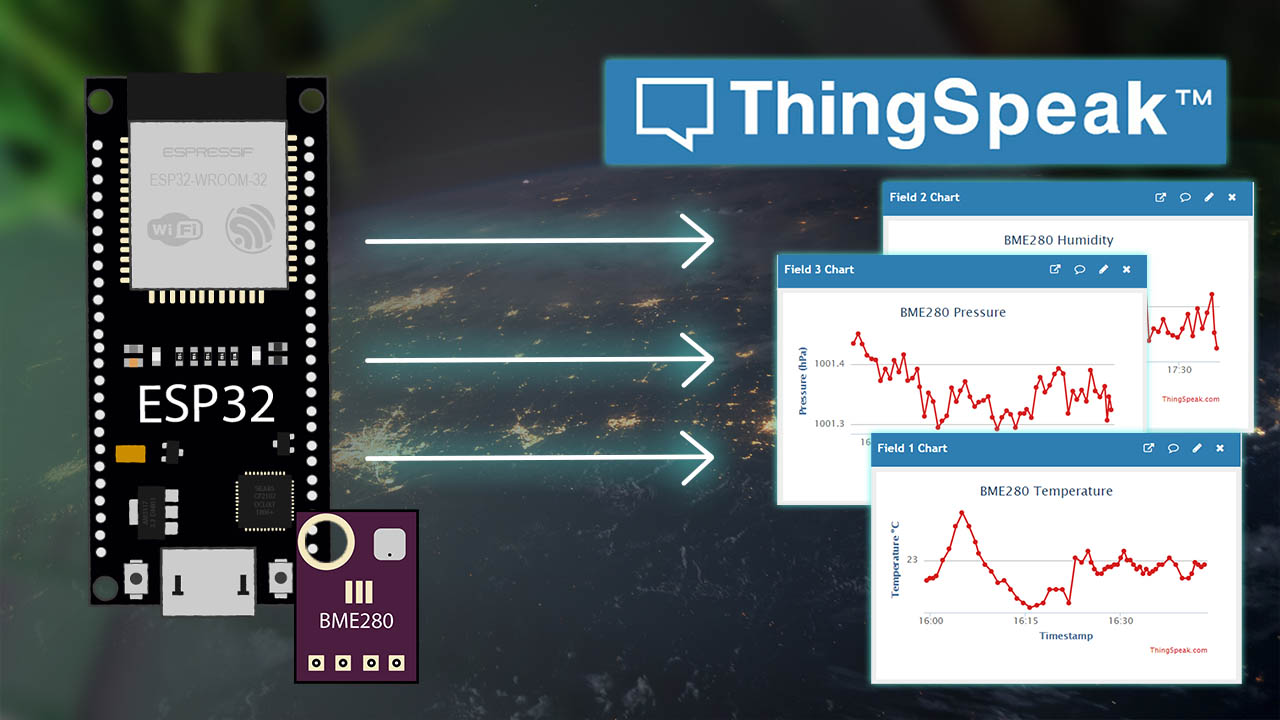 ThingSpeak™
ESPRESSIF
ESP32-WROOM-32
WiFi
ESP32
BME280
Field 2 Chart
BME280 Humidity
17:30
ThingSpeak.com
Field 3 Chart
BME280 Pressure
Pressure (hPa)
1001.4
1001.3
Field 1 Chart
BME280 Temperature
Temperature °C
23
16:00
16:15
16:30
Timestamp
ThingSpeak.com